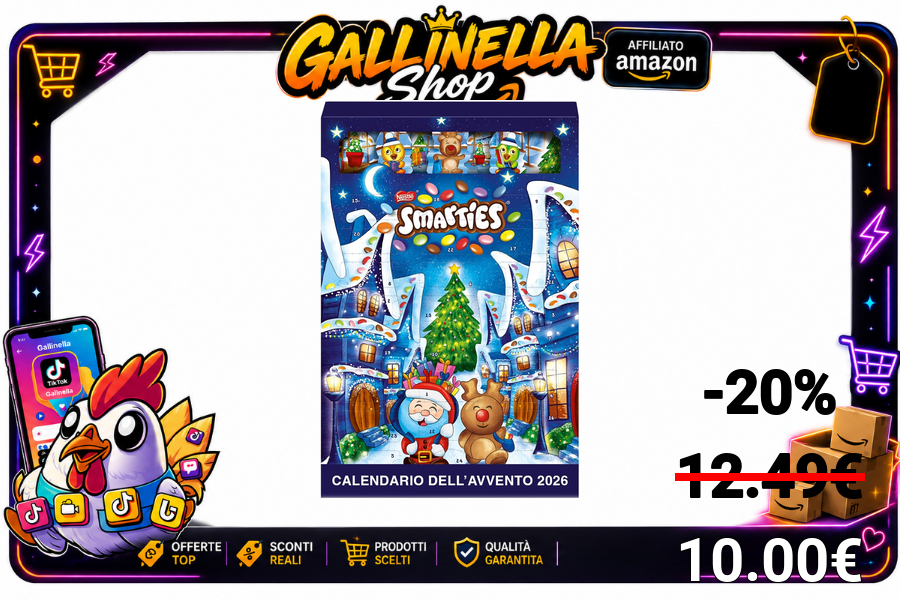 GALLINELLA
Shop
AFFILIATO
amazon
Nestlé
SMARTIES
CALENDARIO DELL'AVVENTO 2026
Gallinella
TikTok
Gallinella
-20%
12.49€
10.00€
OFFERTE
TOP
SCONTI
REALI
PRODOTTI
SCELTI
QUALITÀ
GARANTITA